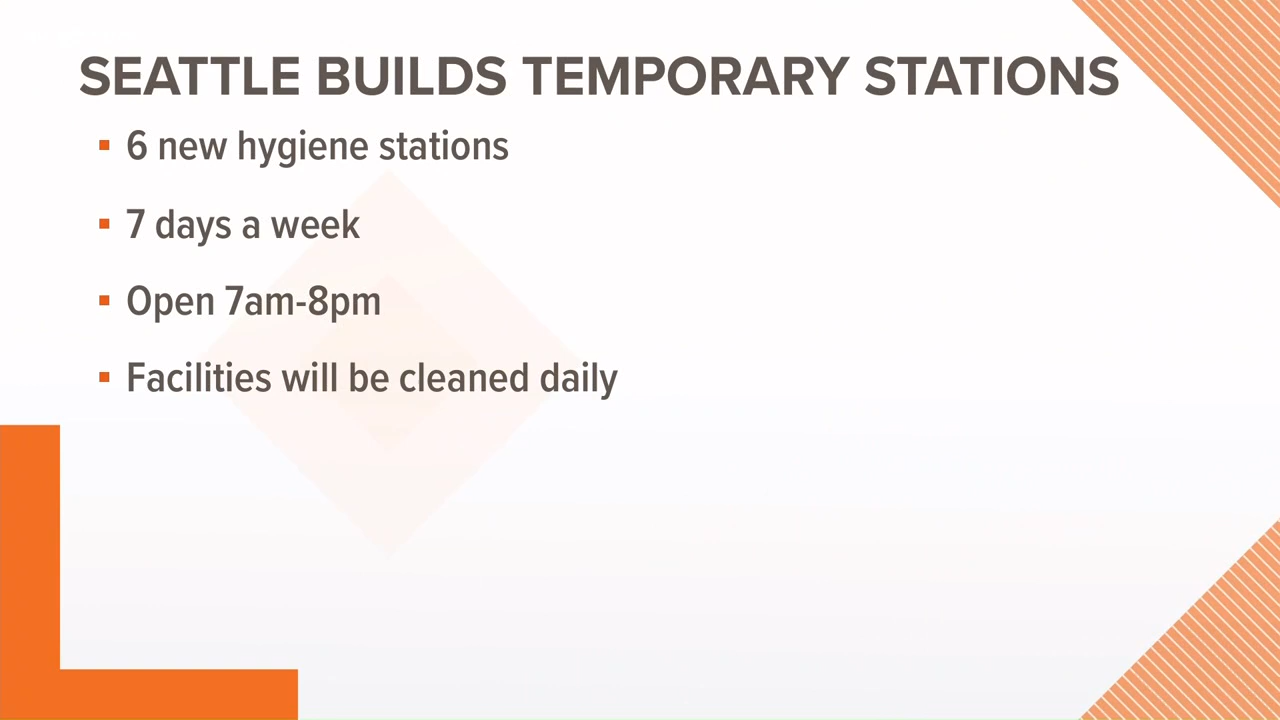 SEATTLE BUILDS TEMPORARY STATIONS
6 new hygiene stations
7 days a week
Open 7am-8pm
Facilities will be cleaned daily